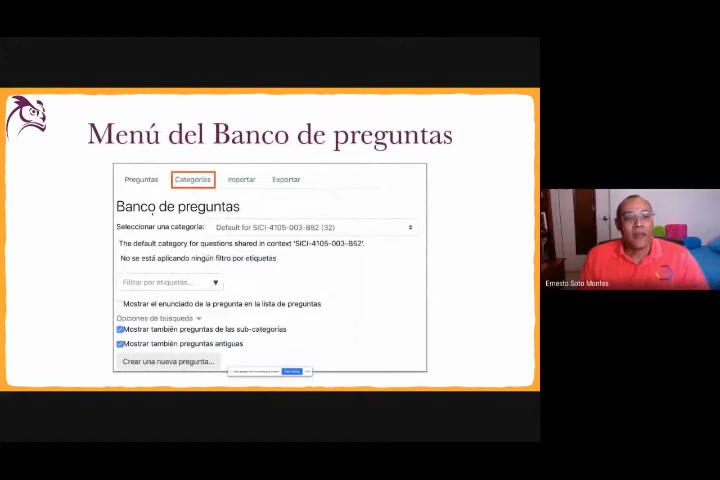 Menú del Banco de preguntas
Preguntas Categorías Importar Exportar
Banco de preguntas
Seleccionar una categoría: Default for SICI-4105-003-B52 (32)
The default category for questions shared in context 'SICI-4105-003-B52'.
No se está aplicando ningún filtro por etiquetas
Filtrar por etiquetas...
Mostrar el enunciado de la pregunta en la lista de preguntas
Opciones de búsqueda
Mostrar también preguntas de las sub-categorías
Mostrar también preguntas antiguas
Crear una nueva pregunta...
Ernesto Soto Montes